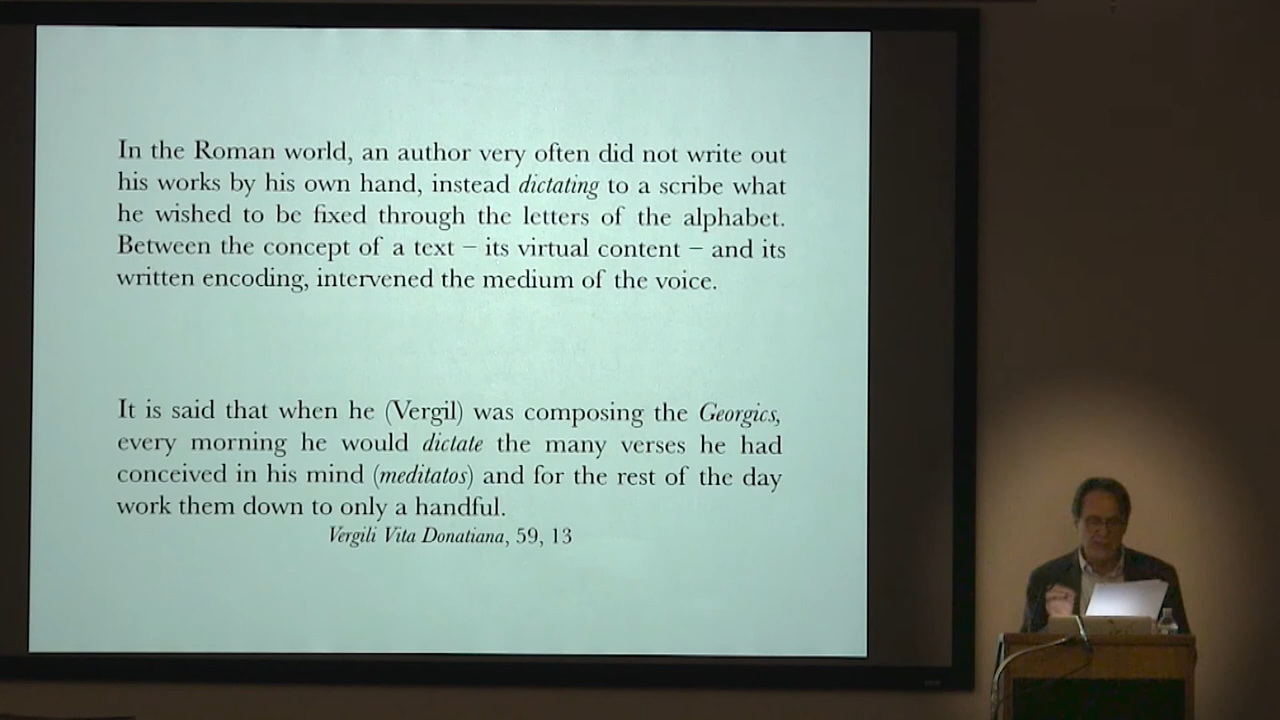 In the Roman world, an author very often did not write out
his works by his own hand, instead dictating to a scribe what
he wished to be fixed through the letters of the alphabet.
Between the concept of a text – its virtual content – and its
written encoding, intervened the medium of the voice.
It is said that when he (Vergil) was composing the Georgics,
every morning he would dictate the many verses he had
conceived in his mind (meditatos) and for the rest of the day
work them down to only a handful.
Vergili Vita Donatiana, 59, 13